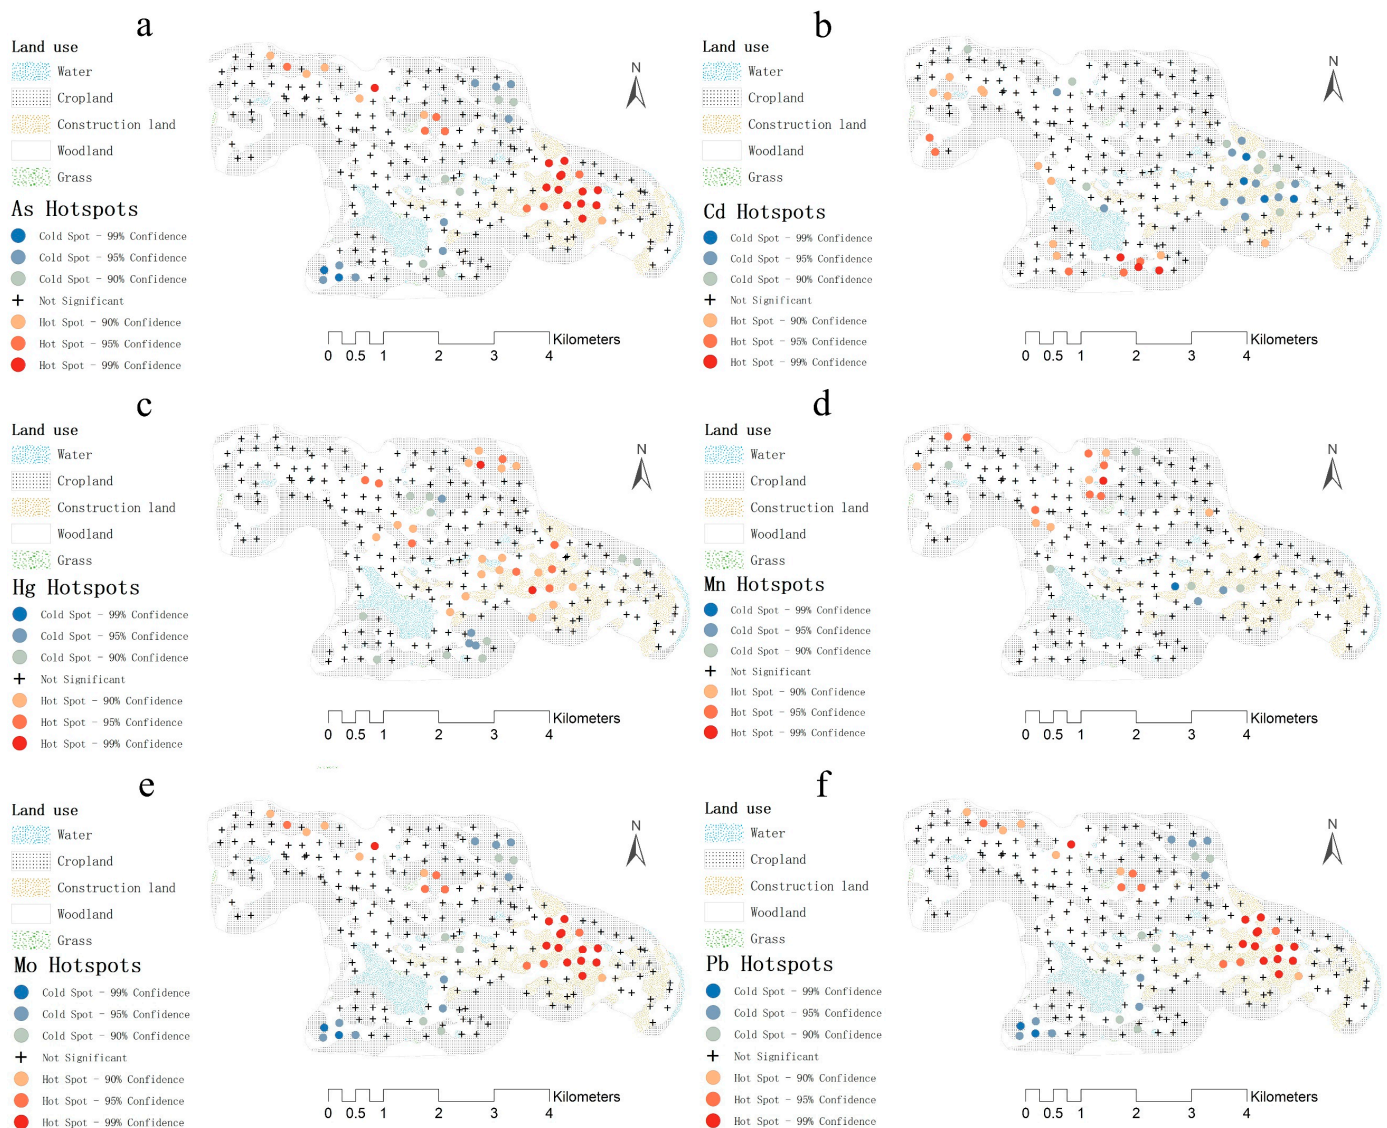 a
Land use
Water
Cropland
Construction land
Woodland
Grass
As Hotspots
Cold Spot - 99% Confidence
Cold Spot - 95% Confidence
Cold Spot - 90% Confidence
Not Significant
Hot Spot - 90% Confidence
Hot Spot - 95% Confidence
Hot Spot - 99% Confidence
N
0 0.5 1 2 3 4 Kilometers
b
Land use
Water
Cropland
Construction land
Woodland
Grass
Cd Hotspots
Cold Spot - 99% Confidence
Cold Spot - 95% Confidence
Cold Spot - 90% Confidence
Not Significant
Hot Spot - 90% Confidence
Hot Spot - 95% Confidence
Hot Spot - 99% Confidence
N
0 0.5 1 2 3 4 Kilometers
c
Land use
Water
Cropland
Construction land
Woodland
Grass
Hg Hotspots
Cold Spot - 99% Confidence
Cold Spot - 95% Confidence
Cold Spot - 90% Confidence
Not Significant
Hot Spot - 90% Confidence
Hot Spot - 95% Confidence
Hot Spot - 99% Confidence
N
0 0.5 1 2 3 4 Kilometers
d
Land use
Water
Cropland
Construction land
Woodland
Grass
Mn Hotspots
Cold Spot - 99% Confidence
Cold Spot - 95% Confidence
Cold Spot - 90% Confidence
Not Significant
Hot Spot - 90% Confidence
Hot Spot - 95% Confidence
Hot Spot - 99% Confidence
N
0 0.5 1 2 3 4 Kilometers
e
Land use
Water
Cropland
Construction land
Woodland
Grass
Mo Hotspots
Cold Spot - 99% Confidence
Cold Spot - 95% Confidence
Cold Spot - 90% Confidence
Not Significant
Hot Spot - 90% Confidence
Hot Spot - 95% Confidence
Hot Spot - 99% Confidence
N
0 0.5 1 2 3 4 Kilometers
f
Land use
Water
Cropland
Construction land
Woodland
Grass
Pb Hotspots
Cold Spot - 99% Confidence
Cold Spot - 95% Confidence
Cold Spot - 90% Confidence
Not Significant
Hot Spot - 90% Confidence
Hot Spot - 95% Confidence
Hot Spot - 99% Confidence
N
0 0.5 1 2 3 4 Kilometers